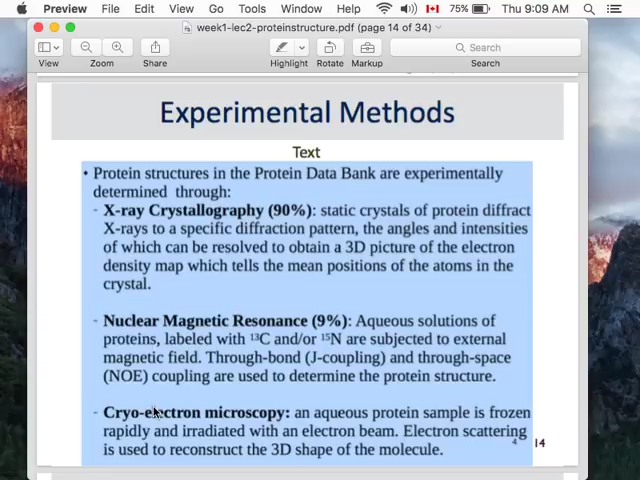 Preview File Edit View Go Tools Window Help 75% Thu 9:09 AM
week1-lec2-proteinstructure.pdf (page 14 of 34)
Search
View Zoom Share Highlight Rotate Markup Search
Experimental Methods
Text
• Protein structures in the Protein Data Bank are experimentally
determined through:
- X-ray Crystallography (90%): static crystals of protein diffract
X-rays to a specific diffraction pattern, the angles and intensities
of which can be resolved to obtain a 3D picture of the electron
density map which tells the mean positions of the atoms in the
crystal.
- Nuclear Magnetic Resonance (9%): Aqueous solutions of
proteins, labeled with ¹³C and/or ¹⁵N are subjected to external
magnetic field. Through-bond (J-coupling) and through-space
(NOE) coupling are used to determine the protein structure.
- Cryo-electron microscopy: an aqueous protein sample is frozen
rapidly and irradiated with an electron beam. Electron scattering
is used to reconstruct the 3D shape of the molecule.
4 14